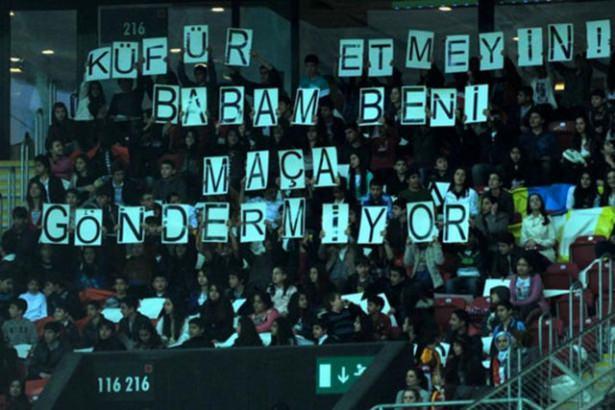 216
KÜFÜR ETMEYİN!
BABAM BENİ
MAÇA
GÖNDERMİYOR
116 216